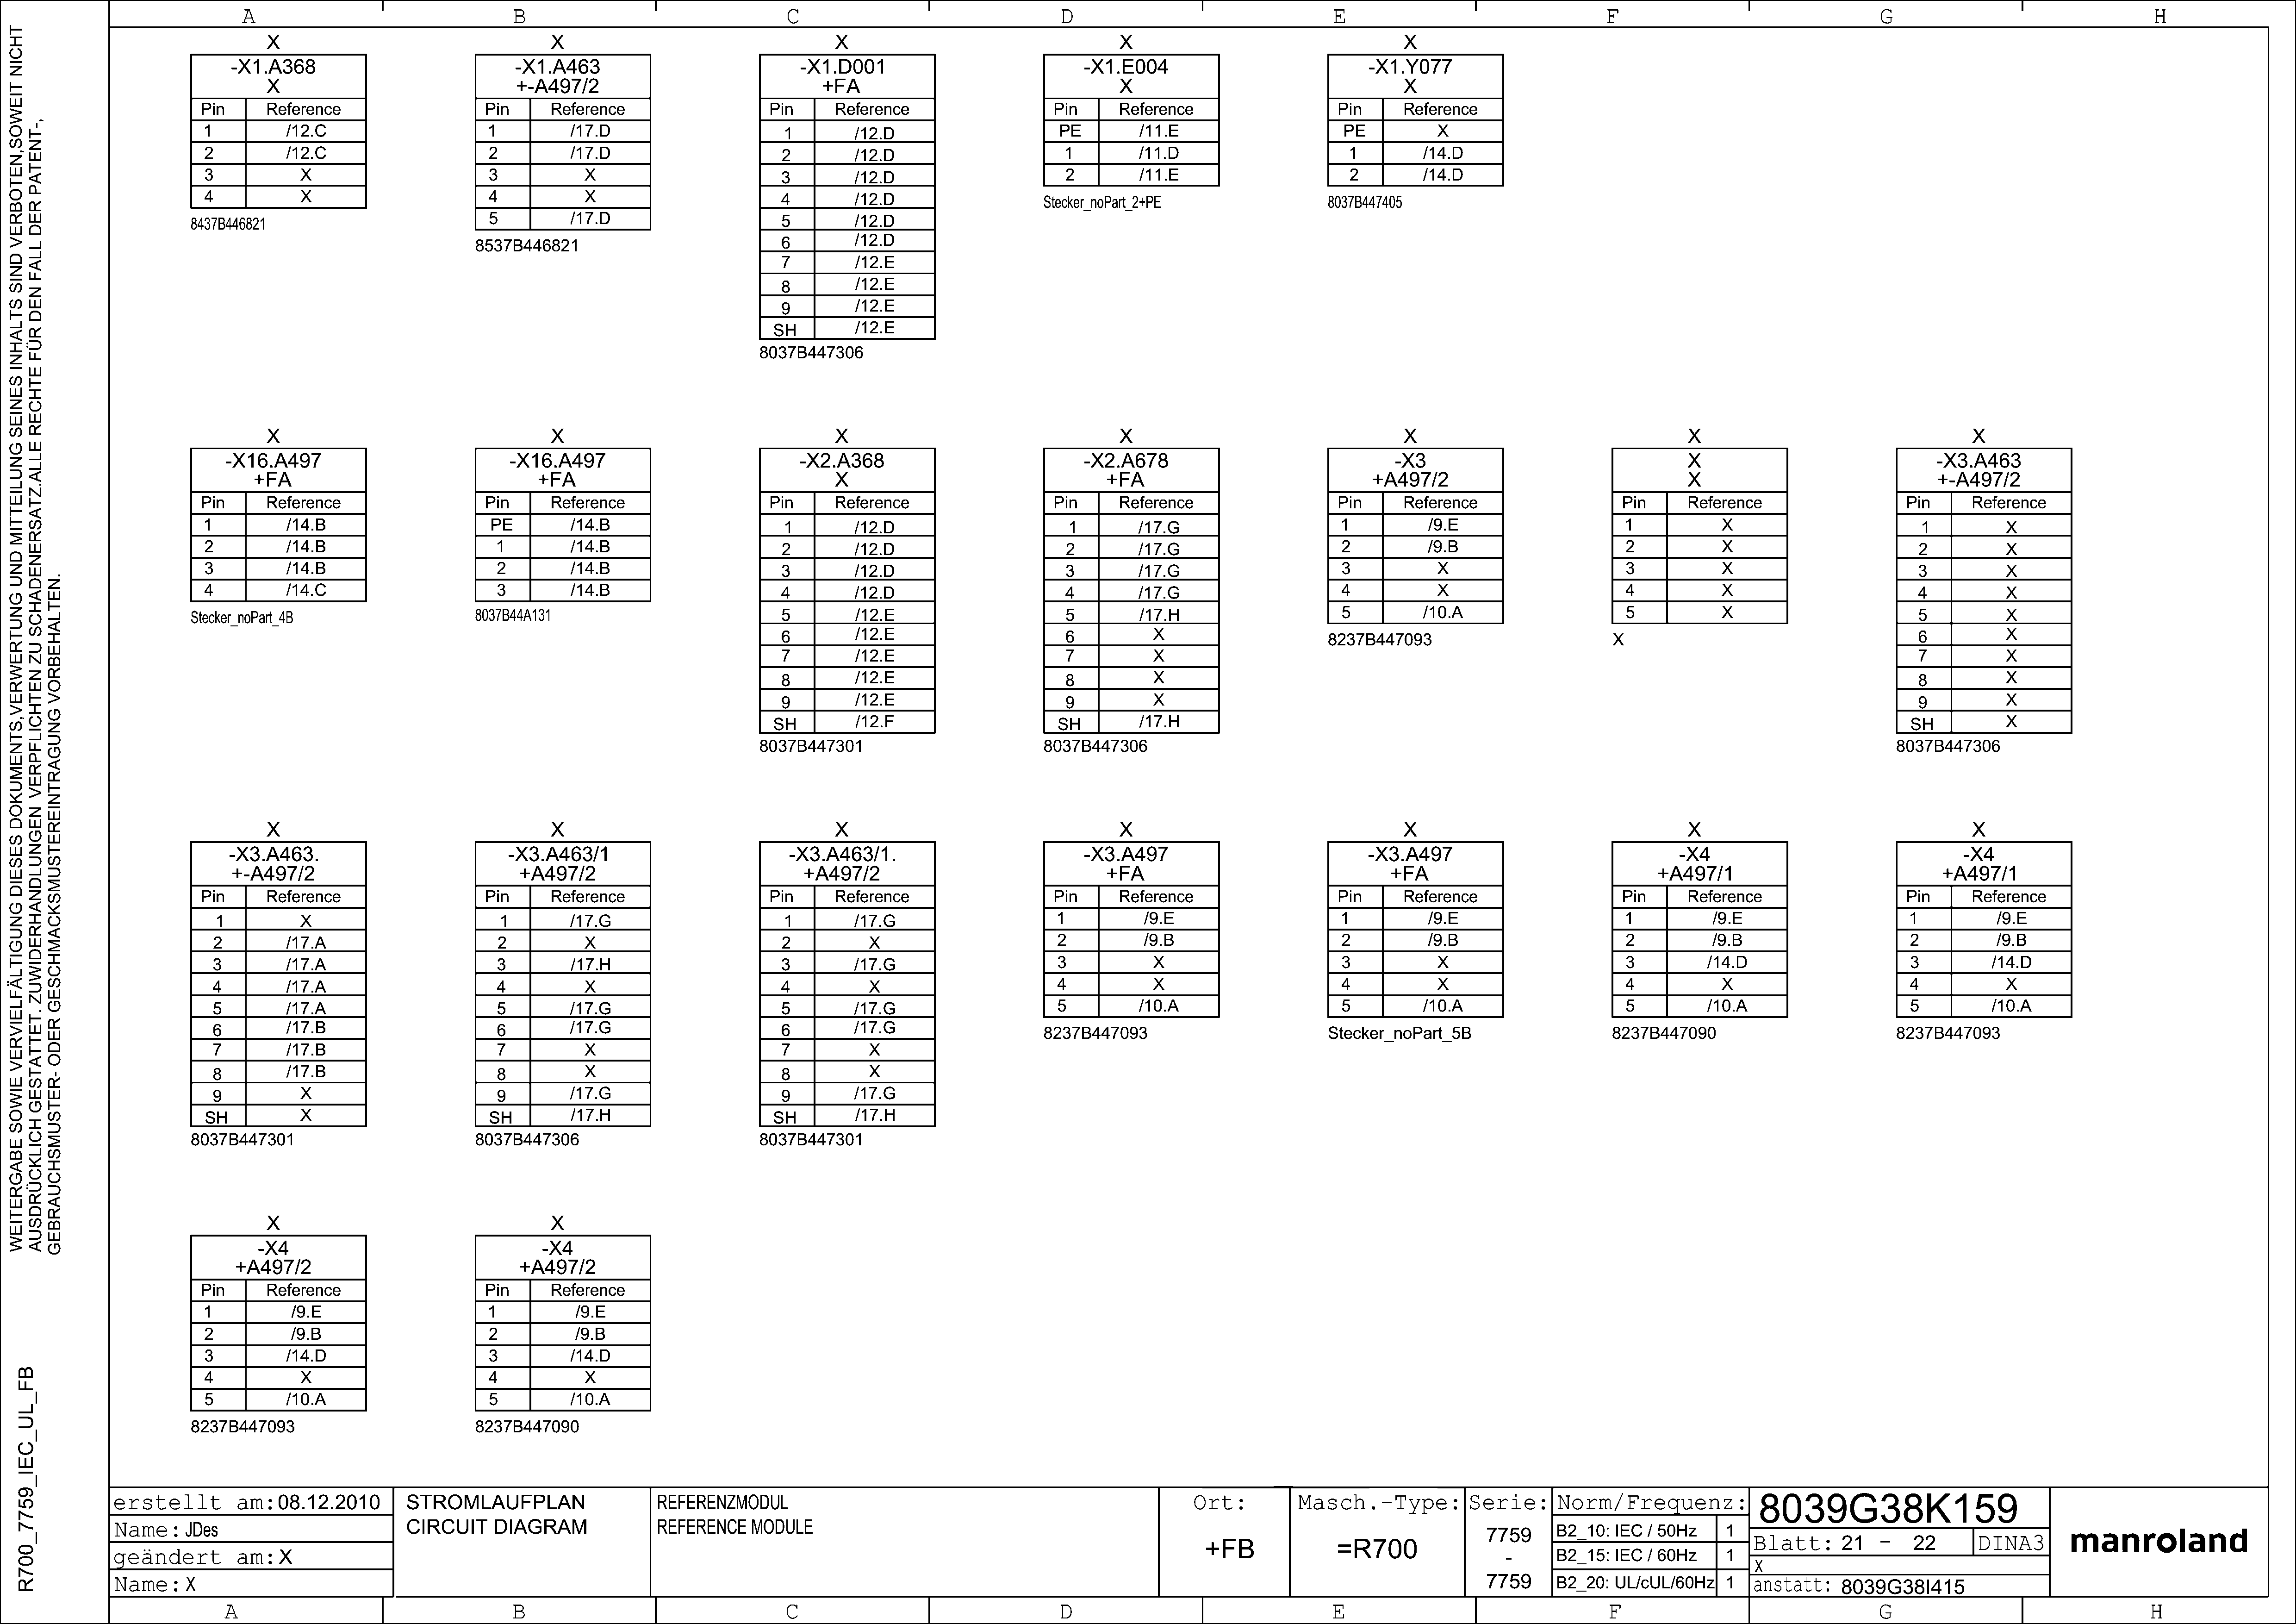 A B C D E F G H
WEITERGABE SOWIE VERVIELFÄLTIGUNG DIESES DOKUMENTS,VERWERTUNG UND MITTEILUNG SEINES INHALTS SIND VERBOTEN,SOWEIT NICHT
AUSDRÜCKLICH GESTATTET. ZUWIDERHANDLUNGEN VERPFLICHTEN ZU SCHADENERSATZ.ALLE RECHTE FÜR DEN FALL DER PATENT-,
GEBRAUCHSMUSTER- ODER GESCHMACKSMUSTEREINTRAGUNG VORBEHALTEN.
R700_7759_IEC_UL_FB
X
-X1.A368
X
Pin Reference
1 /12.C
2 /12.C
3 X
4 X
8437B446821
X
-X1.A463
+-A497/2
Pin Reference
1 /17.D
2 /17.D
3 X
4 X
5 /17.D
8537B446821
X
-X1.D001
+FA
Pin Reference
1 /12.D
2 /12.D
3 /12.D
4 /12.D
5 /12.D
6 /12.D
7 /12.E
8 /12.E
9 /12.E
SH /12.E
8037B447306
X
-X1.E004
X
Pin Reference
PE /11.E
1 /11.D
2 /11.E
Stecker_noPart_2+PE
X
-X1.Y077
X
Pin Reference
PE X
1 /14.D
2 /14.D
8037B447405
X
-X16.A497
+FA
Pin Reference
1 /14.B
2 /14.B
3 /14.B
4 /14.C
Stecker_noPart_4B
X
-X16.A497
+FA
Pin Reference
PE /14.B
1 /14.B
2 /14.B
3 /14.B
8037B44A131
X
-X2.A368
X
Pin Reference
1 /12.D
2 /12.D
3 /12.D
4 /12.D
5 /12.E
6 /12.E
7 /12.E
8 /12.E
9 /12.E
SH /12.F
8037B447301
X
-X2.A678
+FA
Pin Reference
1 /17.G
2 /17.G
3 /17.G
4 /17.G
5 /17.H
6 X
7 X
8 X
9 X
SH /17.H
8037B447306
X
-X3
+A497/2
Pin Reference
1 /9.E
2 /9.B
3 X
4 X
5 /10.A
8237B447093
X
X
X
Pin Reference
1 X
2 X
3 X
4 X
5 X
X
X
-X3.A463
+-A497/2
Pin Reference
1 X
2 X
3 X
4 X
5 X
6 X
7 X
8 X
9 X
SH X
8037B447306
X
-X3.A463.
+-A497/2
Pin Reference
1 X
2 /17.A
3 /17.A
4 /17.A
5 /17.A
6 /17.B
7 /17.B
8 /17.B
9 X
SH X
8037B447301
X
-X3.A463/1
+A497/2
Pin Reference
1 /17.G
2 X
3 /17.H
4 X
5 /17.G
6 /17.G
7 X
8 X
9 /17.G
SH /17.H
8037B447306
X
-X3.A463/1.
+A497/2
Pin Reference
1 /17.G
2 X
3 /17.G
4 X
5 /17.G
6 /17.G
7 X
8 X
9 /17.G
SH /17.H
8037B447301
X
-X3.A497
+FA
Pin Reference
1 /9.E
2 /9.B
3 X
4 X
5 /10.A
8237B447093
X
-X3.A497
+FA
Pin Reference
1 /9.E
2 /9.B
3 X
4 X
5 /10.A
Stecker_noPart_5B
X
-X4
+A497/1
Pin Reference
1 /9.E
2 /9.B
3 /14.D
4 X
5 /10.A
8237B447090
X
-X4
+A497/1
Pin Reference
1 /9.E
2 /9.B
3 /14.D
4 X
5 /10.A
8237B447093
X
-X4
+A497/2
Pin Reference
1 /9.E
2 /9.B
3 /14.D
4 X
5 /10.A
8237B447093
X
-X4
+A497/2
Pin Reference
1 /9.E
2 /9.B
3 /14.D
4 X
5 /10.A
8237B447090
erstellt am: 08.12.2010
Name: JDes
geändert am: X
Name: X
STROMLAUFPLAN
CIRCUIT DIAGRAM
REFERENZMODUL
REFERENCE MODULE
Ort:
+FB
Masch.-Type:
=R700
Serie:
7759
-
7759
Norm/Frequenz:
B2_10: IEC / 50Hz 1
B2_15: IEC / 60Hz 1
B2_20: UL/cUL/60Hz 1
8039G38K159
Blatt: 21 - 22 DINA3
X
anstatt: 8039G38I415
manroland
A B C D E F G H